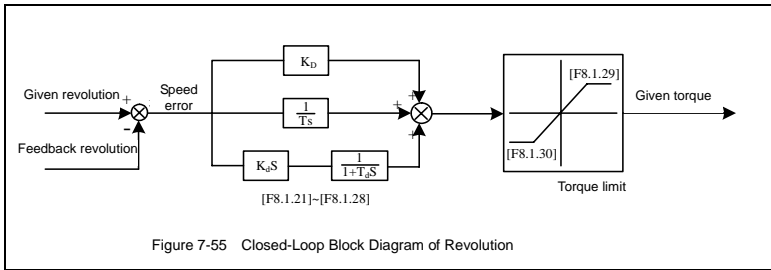 K_D
[F8.1.29]
Given revolution
+
Speed
error
1
Ts
+
+
+
Given torque
-
Feedback revolution
K_dS
1
1+T_dS
[F8.1.30]
[F8.1.21]~[F8.1.28]
Torque limit
Figure 7-55 Closed-Loop Block Diagram of Revolution